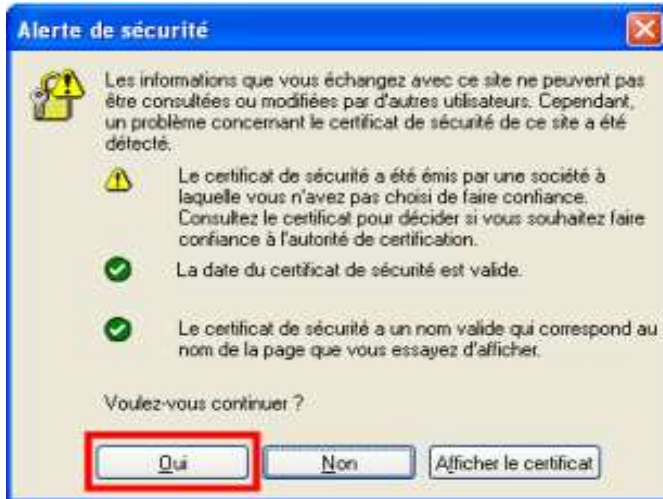 Alerte de sécurité
Les informations que vous échangez avec ce site ne peuvent pas
être consultées ou modifiées par d'autres utilisateurs. Cependant,
un problème concernant le certificat de sécurité de ce site a été
détecté.
Le certificat de sécurité a été émis par une société à
laquelle vous n'avez pas choisi de faire confiance.
Consultez le certificat pour décider si vous souhaitez faire
confiance à l'autorité de certification.
La date du certificat de sécurité est valide.
Le certificat de sécurité a un nom valide qui correspond au
nom de la page que vous essayez d'afficher.
Voulez-vous continuer ?
Oui Non Afficher le certificat